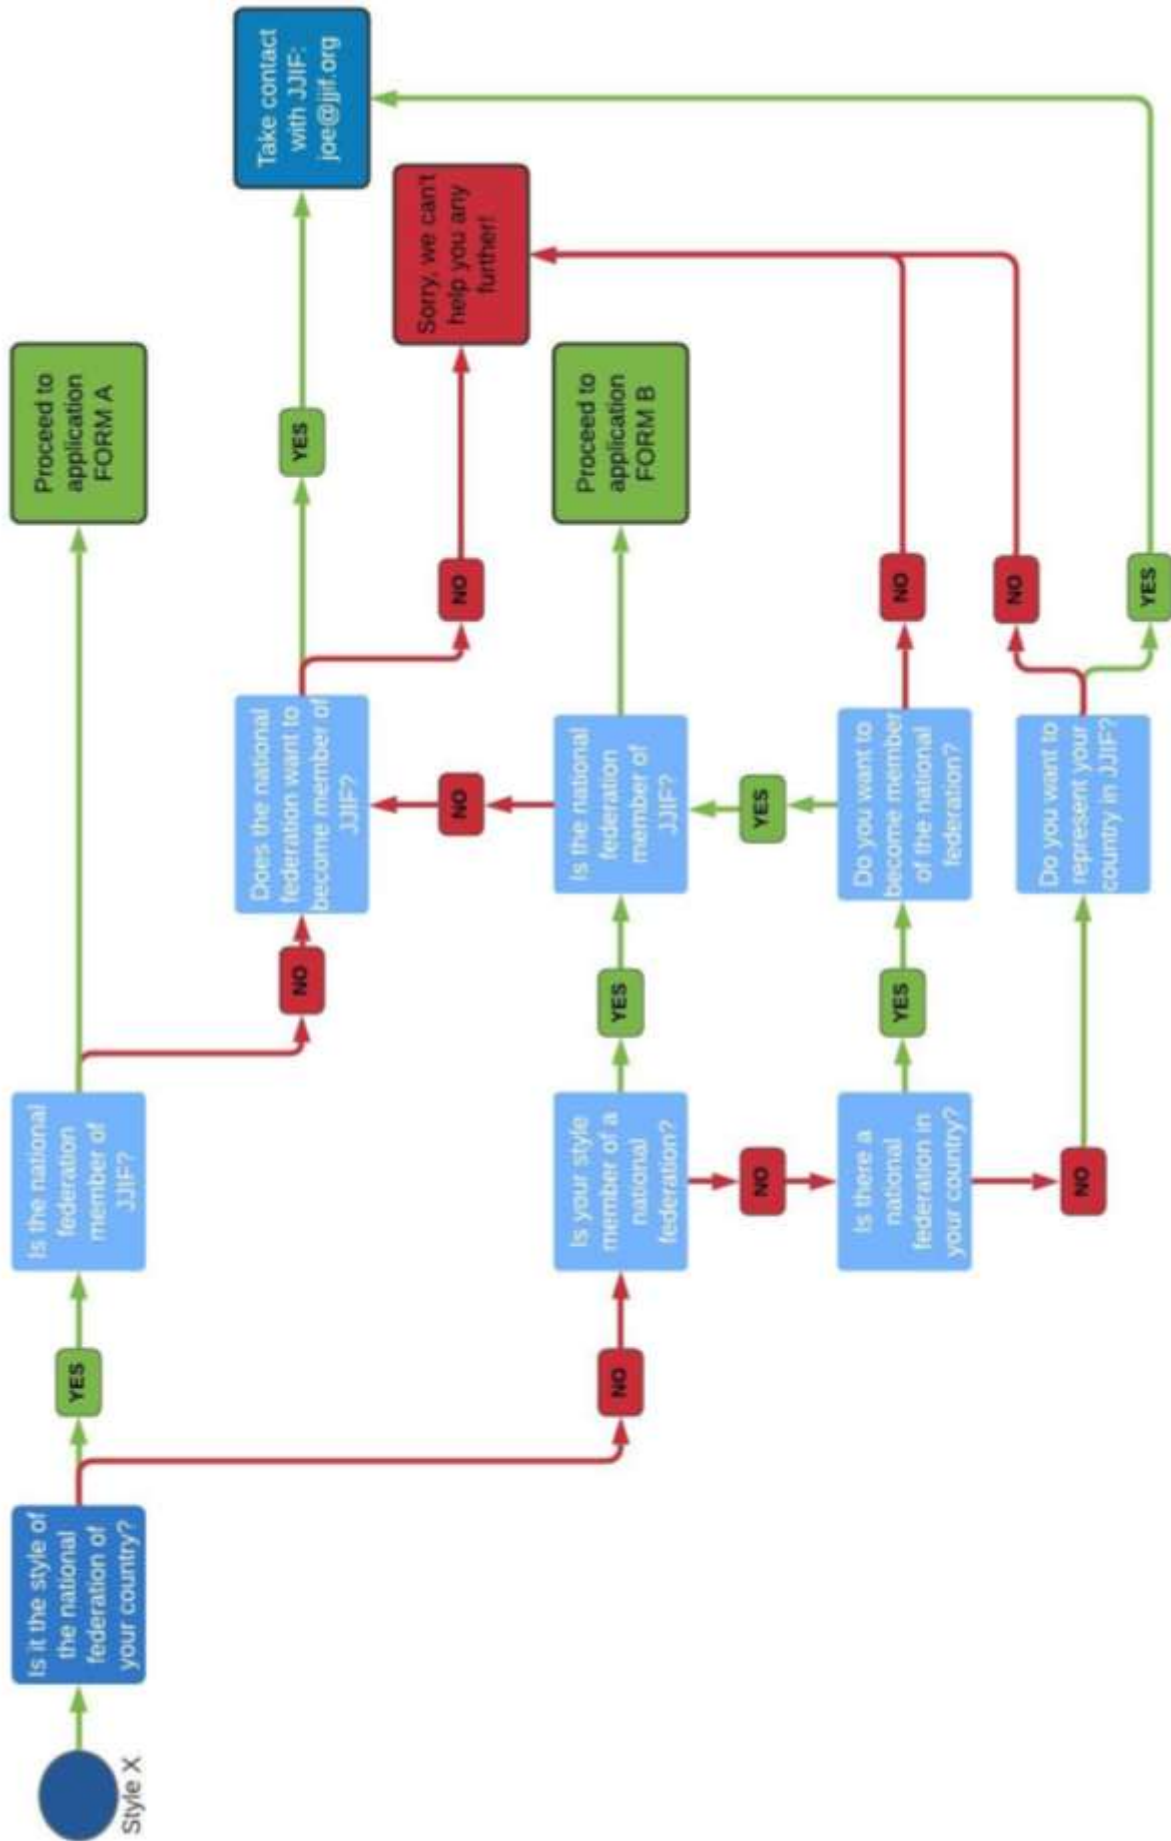 Style X
Is it the style of
the national
federation of
your country?
YES
Is the national
federation
member of
JJIF?
Proceed to
application
FORM A
NO
Does the national
federation want to
become member of
JJIF?
YES
Take contact
with JJIF:
joe@jjif.org
NO
Sorry, we can't
help you any
further!
NO
NO
Is your style
member of a
national
federation?
YES
Is the national
federation
member of
JJIF?
Proceed to
application
FORM B
NO
YES
Is there a
national
federation in
your country?
YES
Do you want to
become member
of the national
federation?
NO
NO
Do you want to
represent your
country in JJIF?
NO
YES